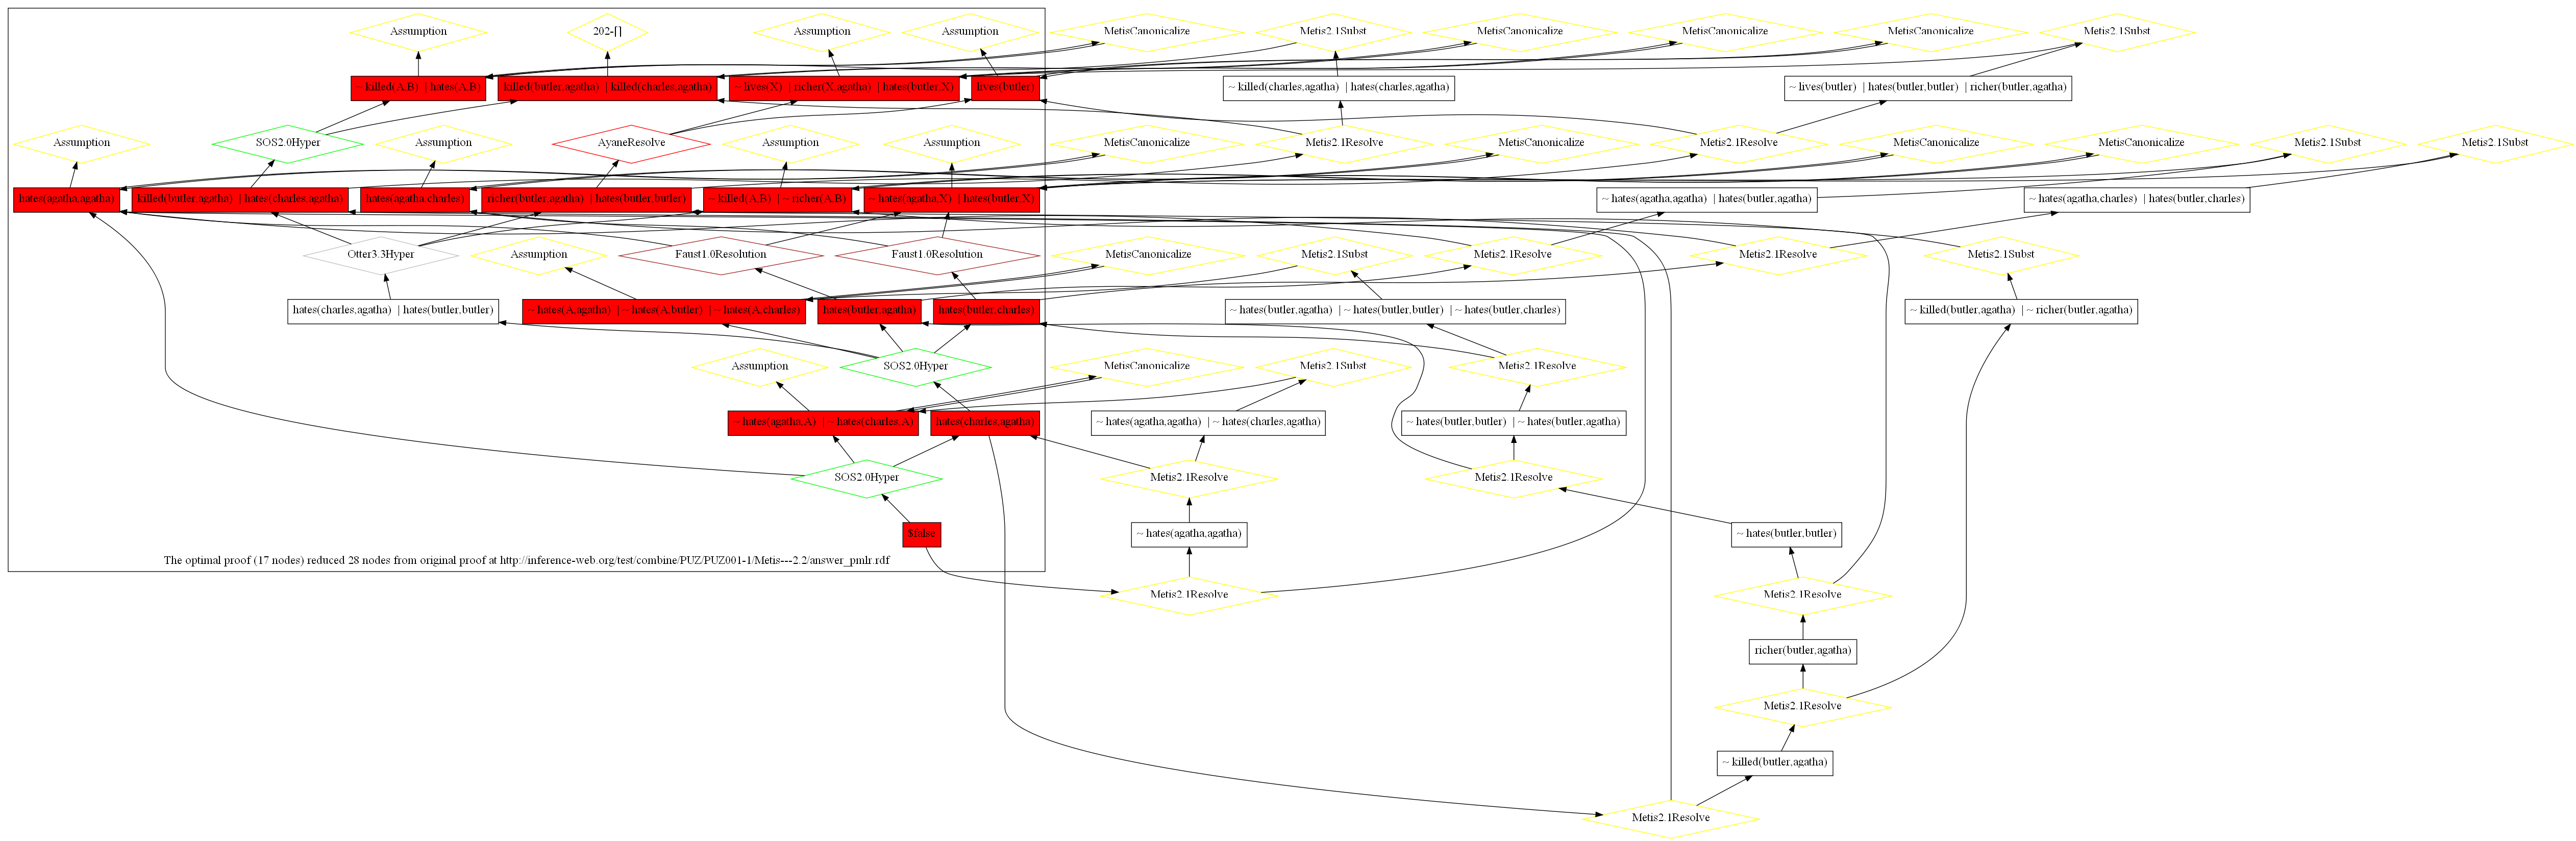 Assumption
202-[]
Assumption
Assumption
MetisCanonicalize
Metis2.1Subst
MetisCanonicalize
MetisCanonicalize
MetisCanonicalize
Metis2.1Subst
~ killed(A,B) | hates(A,B)
killed(butler,agatha) | killed(charles,agatha)
~ lives(X) | richer(X,agatha) | hates(butler,X)
lives(butler)
~ killed(charles,agatha) | hates(charles,agatha)
~ lives(butler) | hates(butler,butler) | richer(butler,agatha)
Assumption
SOS2.0Hyper
Assumption
AyaneResolve
Assumption
Assumption
MetisCanonicalize
Metis2.1Resolve
MetisCanonicalize
Metis2.1Resolve
MetisCanonicalize
MetisCanonicalize
Metis2.1Subst
Metis2.1Subst
hates(agatha,agatha)
killed(butler,agatha) | hates(charles,agatha)
hates(agatha,charles)
richer(butler,agatha) | hates(butler,butler)
~ killed(A,B) | ~ richer(A,B)
~ hates(agatha,X) | hates(butler,X)
~ hates(agatha,agatha) | hates(butler,agatha)
~ hates(agatha,charles) | hates(butler,charles)
Otter3.3Hyper
Assumption
Faust1.0Resolution
Faust1.0Resolution
MetisCanonicalize
Metis2.1Subst
Metis2.1Resolve
Metis2.1Resolve
Metis2.1Subst
hates(charles,agatha) | hates(butler,butler)
~ hates(A,agatha) | ~ hates(A,butler) | ~ hates(A,charles)
hates(butler,agatha)
hates(butler,charles)
~ hates(butler,agatha) | ~ hates(butler,butler) | ~ hates(butler,charles)
~ killed(butler,agatha) | ~ richer(butler,agatha)
Assumption
SOS2.0Hyper
MetisCanonicalize
Metis2.1Subst
Metis2.1Resolve
~ hates(agatha,A) | ~ hates(charles,A)
hates(charles,agatha)
~ hates(agatha,agatha) | ~ hates(charles,agatha)
~ hates(butler,butler) | ~ hates(butler,agatha)
SOS2.0Hyper
Metis2.1Resolve
Metis2.1Resolve
$false
~ hates(agatha,agatha)
~ hates(butler,butler)
The optimal proof (17 nodes) reduced 28 nodes from original proof at http://inference-web.org/test/combine/PUZ/PUZ001-1/Metis---2.2/answer_pmlr.rdf
Metis2.1Resolve
Metis2.1Resolve
richer(butler,agatha)
Metis2.1Resolve
~ killed(butler,agatha)
Metis2.1Resolve